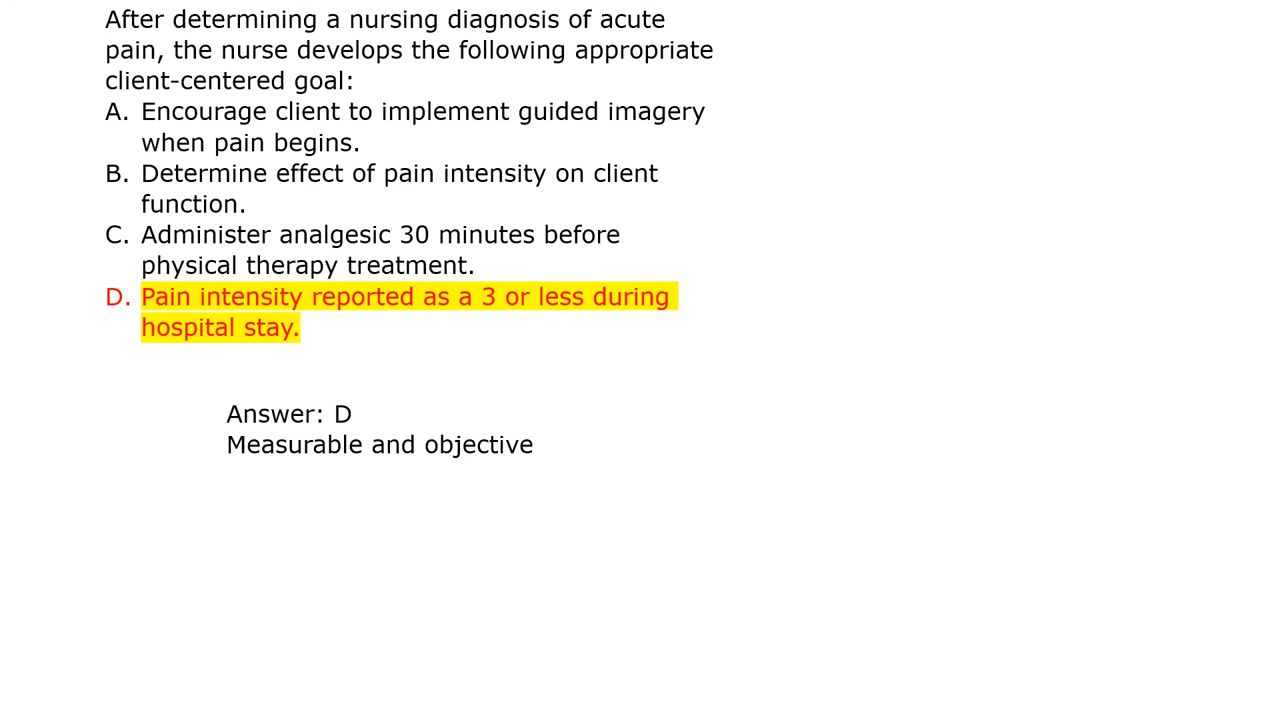 After determining a nursing diagnosis of acute
pain, the nurse develops the following appropriate
client-centered goal:
A. Encourage client to implement guided imagery
when pain begins.
B. Determine effect of pain intensity on client
function.
C. Administer analgesic 30 minutes before
physical therapy treatment.
D. Pain intensity reported as a 3 or less during
hospital stay.
Answer: D
Measurable and objective